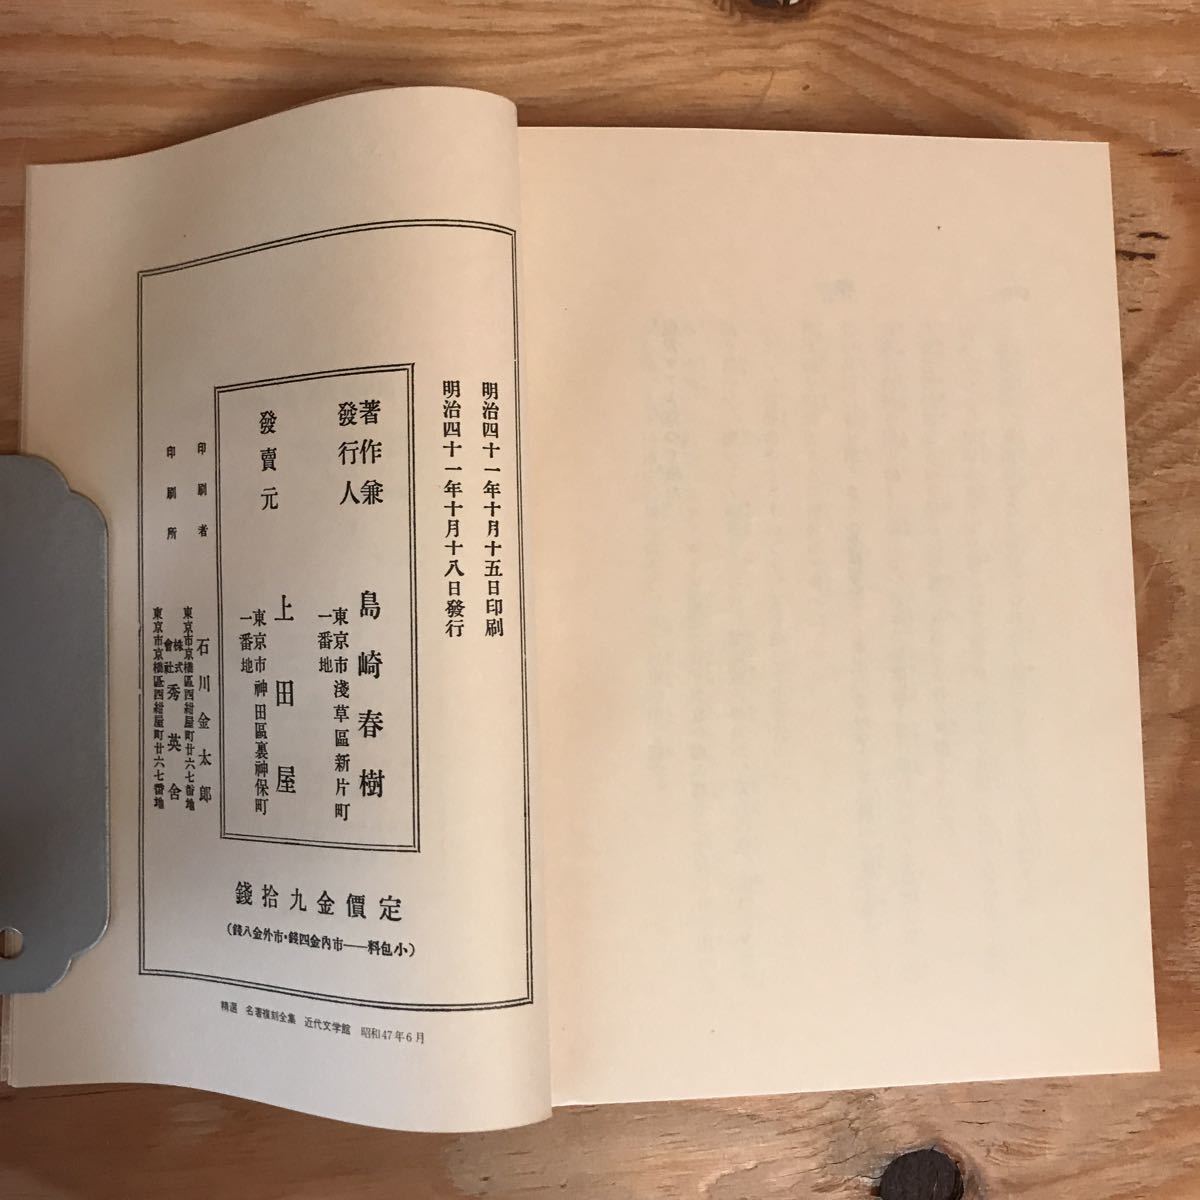 明治四十一年十月十五日印刷
明治四十一年十月十八日發行
著作兼
發行人
島崎春樹
東京市淺草區新片町
一番地
發賣元
上田屋
東京市神田區裏神保町
一番地
印刷者
石川金太郎
東京市京橋區西紺屋町廿六七番地
印刷所
株式
會社
秀英舍
東京市京橋區西紺屋町廿六七番地
定價金九拾錢
（小包料――市內金四錢・市外金八錢）
精選 名著複刻全集 近代文学館 昭和47年6月